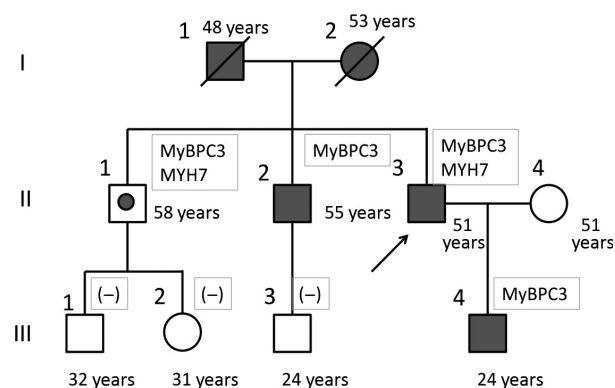 1 48 years 2 53 years
I
MyBPC3
MYH7
MyBPC3
MyBPC3
MYH7
1 2 3 4
II
58 years 55 years 51
years 51
years
1 (–) 2 (–) 3 (–) 4 MyBPC3
III
32 years 31 years 24 years 24 years